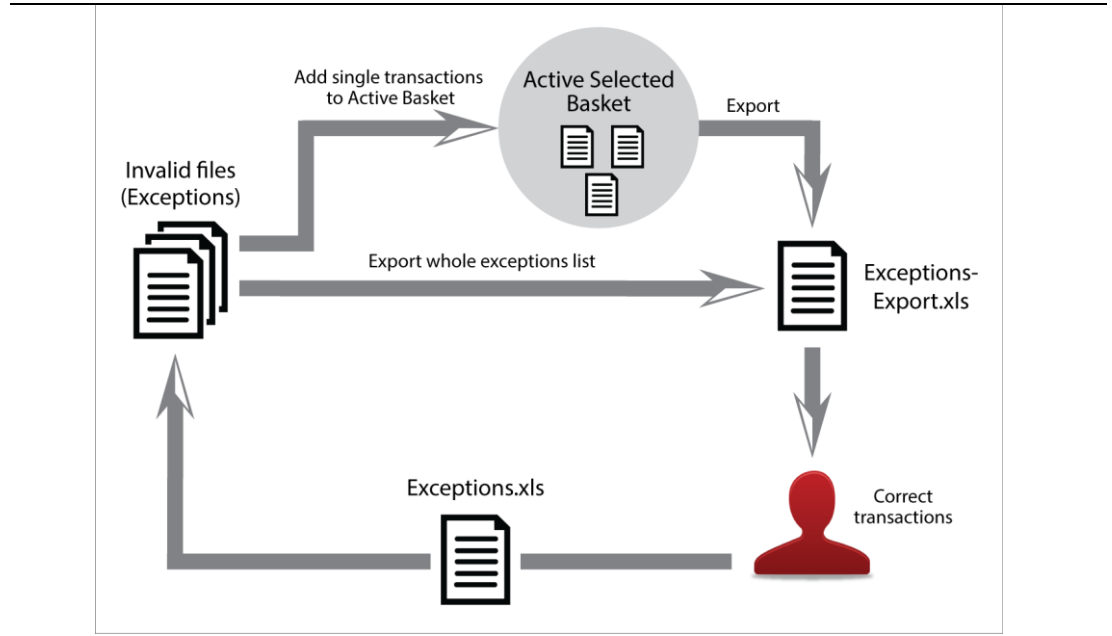 Add single transactions
to Active Basket
Active Selected
Basket
Export
Invalid files
(Exceptions)
Export whole exceptions list
Exceptions-
Export.xls
Exceptions.xls
Correct
transactions